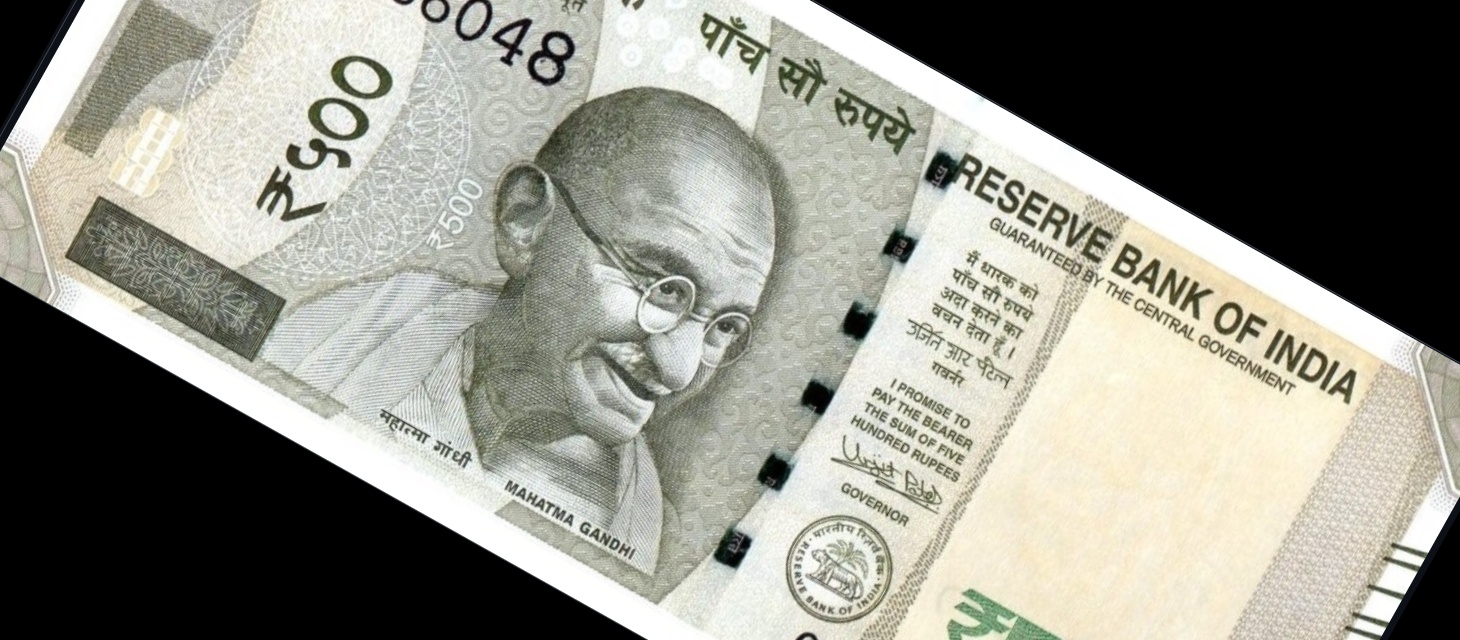 8048
पाँच सौ रुपये
₹५००
₹500
महात्मा गांधी
MAHATMA GANDHI
RESERVE BANK OF INDIA
GUARANTEED BY THE CENTRAL GOVERNMENT
मैं धारक को
पाँच सौ रुपये
अदा करने का
वचन देता हूँ ।
उर्जित आर पटेल
गवर्नर
I PROMISE TO
PAY THE BEARER
THE SUM OF FIVE
HUNDRED RUPEES
Urjit Patel
GOVERNOR
भारतीय रिज़र्व बैंक
RESERVE BANK OF INDIA
₹